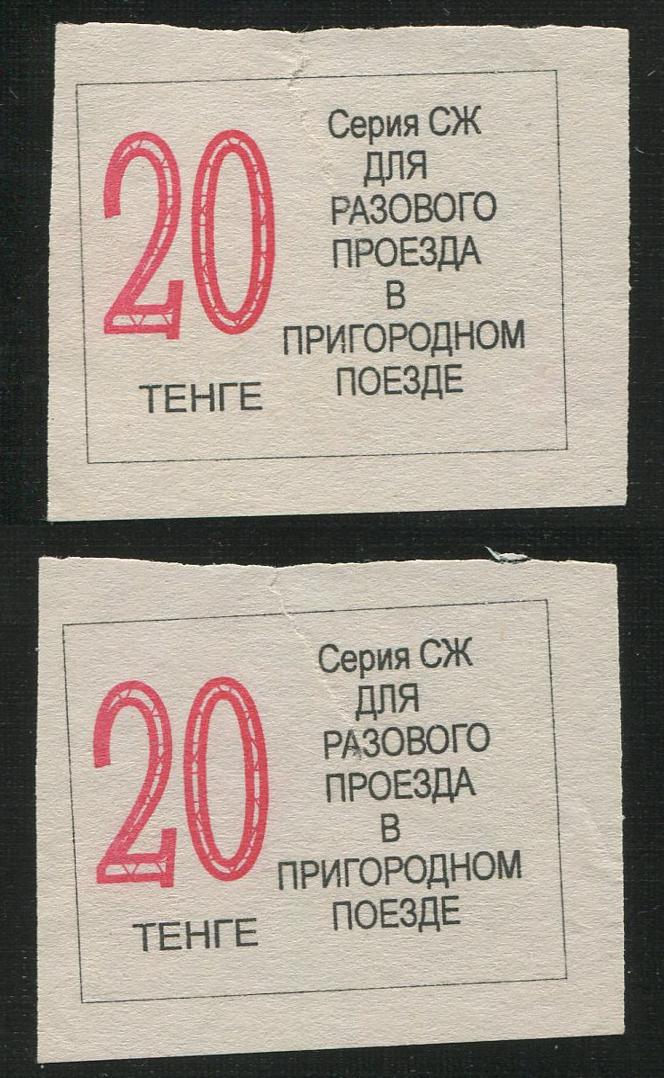 20
ТЕНГЕ
Серия СЖ
ДЛЯ
РАЗОВОГО
ПРОЕЗДА
В
ПРИГОРОДНОМ
ПОЕЗДЕ
20
ТЕНГЕ
Серия СЖ
ДЛЯ
РАЗОВОГО
ПРОЕЗДА
В
ПРИГОРОДНОМ
ПОЕЗДЕ